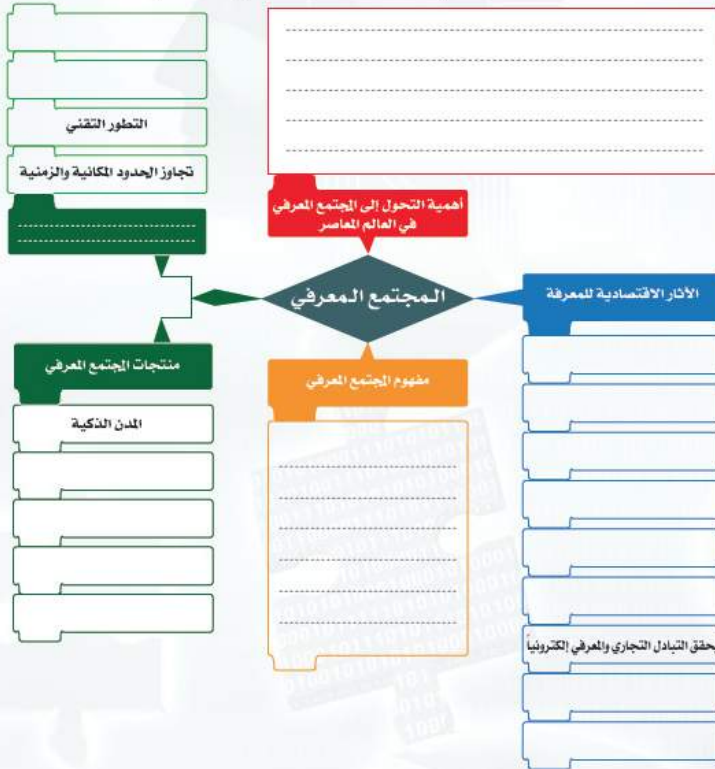 التطور التقني
تجاوز الحدود المكانية والزمنية
أهمية التحول إلى المجتمع المعرفي
في العالم المعاصر
المجتمع المعرفي
الآثار الاقتصادية للمعرفة
منتجات المجتمع المعرفي
مفهوم المجتمع المعرفي
المدن الذكية
يحقق التبادل التجاري والمعرفي إلكترونياً